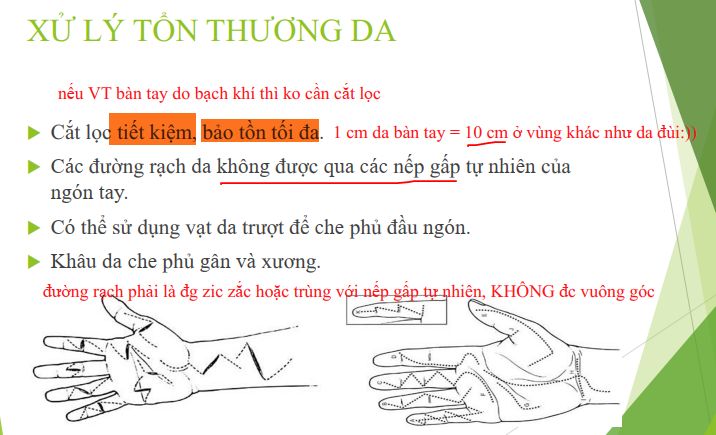 XỬ LÝ TỔN THƯƠNG DA
nếu VT bàn tay do bạch khí thì ko cần cắt lọc
Cắt lọc tiết kiệm, bảo tồn tối đa. 1 cm da bàn tay = 10 cm ở vùng khác như da đùi:))
Các đường rạch da không được qua các nếp gấp tự nhiên của
ngón tay.
Có thể sử dụng vạt da trượt để che phủ đầu ngón.
Khâu da che phủ gân và xương.
đường rạch phải là đg zic zắc hoặc trùng với nếp gấp tự nhiên, KHÔNG đc vuông góc